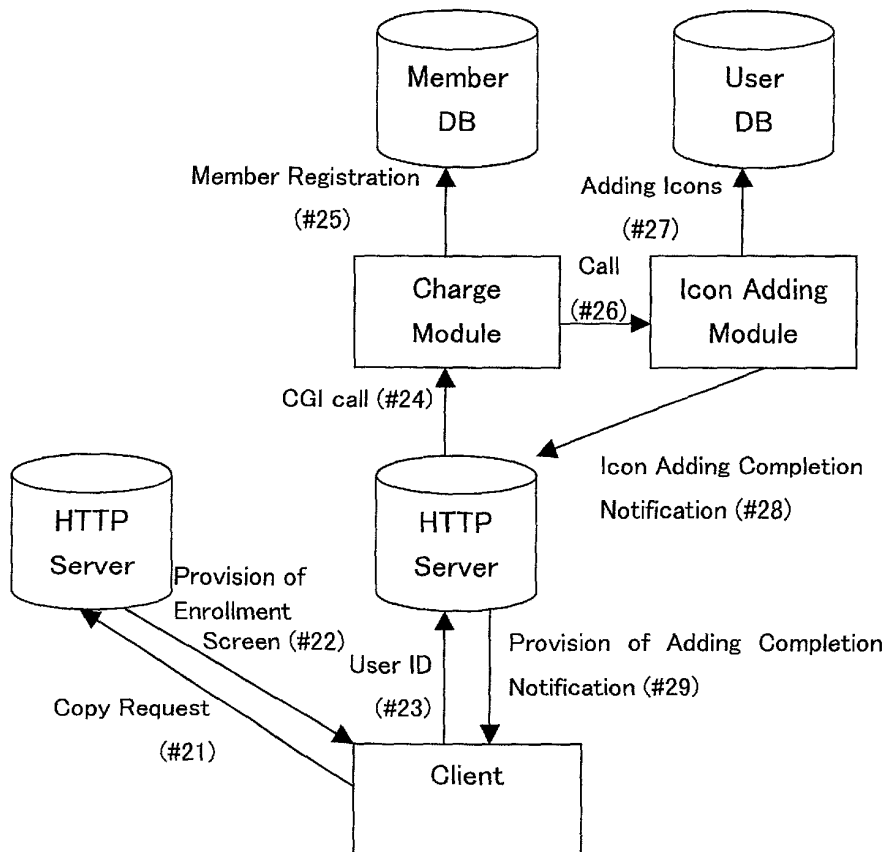 Member
DB
User
DB
Member Registration
(#25)
Adding Icons
(#27)
Charge
Module
Call
(#26)
Icon Adding
Module
CGI call (#24)
Icon Adding Completion
Notification (#28)
HTTP
Server
HTTP
Server
Provision of
Enrollment
Screen (#22)
User ID
(#23)
Provision of Adding Completion
Notification (#29)
Copy Request
(#21)
Client